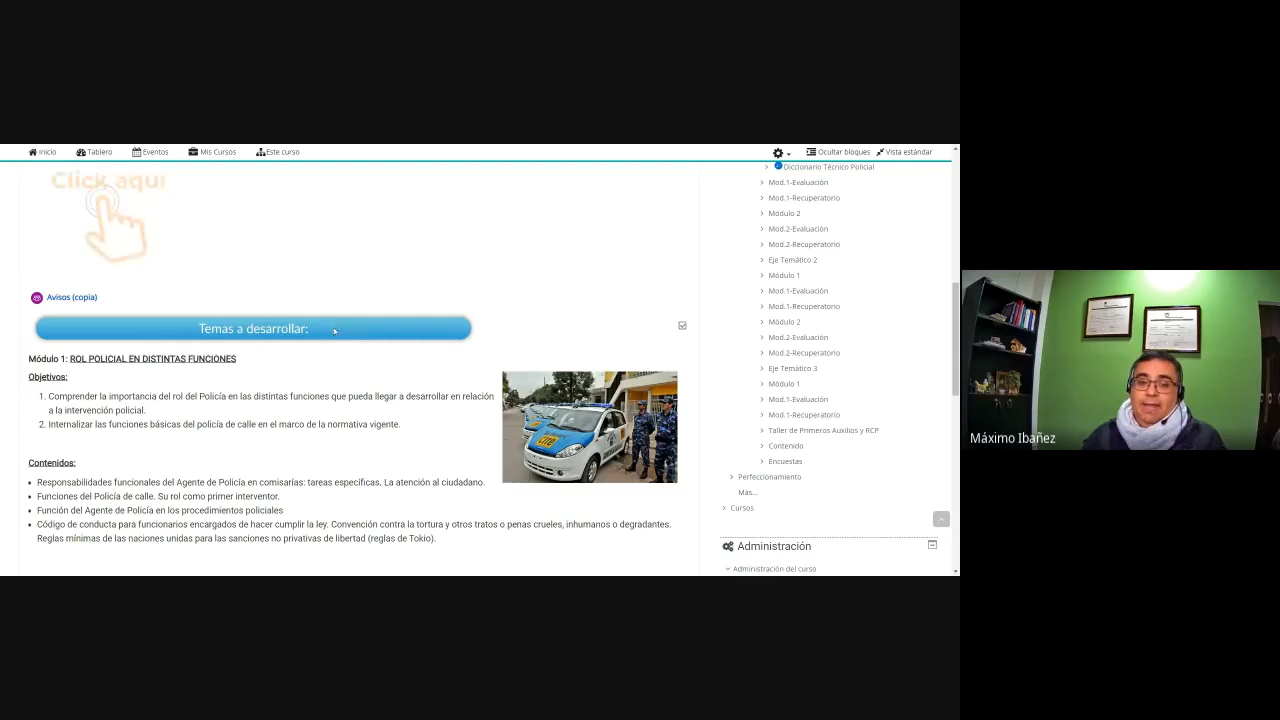 Inicio
Tablero
Eventos
Mis Cursos
Este curso
Ocultar bloques
Vista estándar
Click aquí
Avisos (copia)
Temas a desarrollar:
Módulo 1: ROL POLICIAL EN DISTINTAS FUNCIONES
Objetivos:
1. Comprender la importancia del rol del Policía en las distintas funciones que pueda llegar a desarrollar en relación
a la intervención policial.
2. Internalizar las funciones básicas del policía de calle en el marco de la normativa vigente.
Contenidos:
Responsabilidades funcionales del Agente de Policía en comisarías: tareas específicas. La atención al ciudadano.
Funciones del Policía de calle. Su rol como primer interventor.
Función del Agente de Policía en los procedimientos policiales
Código de conducta para funcionarios encargados de hacer cumplir la ley. Convención contra la tortura y otros tratos o penas crueles, inhumanos o degradantes.
Reglas mínimas de las naciones unidas para las sanciones no privativas de libertad (reglas de Tokio).
Diccionario Técnico Policial
Mod.1-Evaluación
Mod.1-Recuperatorio
Módulo 2
Mod.2-Evaluación
Mod.2-Recuperatorio
Eje Temático 2
Módulo 1
Mod.1-Evaluación
Mod.1-Recuperatorio
Módulo 2
Mod.2-Evaluación
Mod.2-Recuperatorio
Eje Temático 3
Módulo 1
Mod.1-Evaluación
Mod.1-Recuperatorio
Taller de Primeros Auxilios y RCP
Contenido
Encuestas
Perfeccionamiento
Más...
Cursos
Administración
Administración del curso
Máximo Ibañez